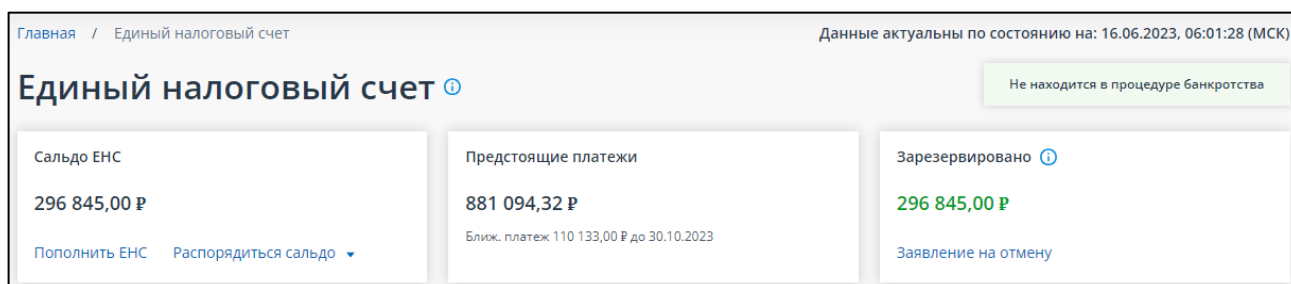 Главная / Единый налоговый счет
Данные актуальны по состоянию на: 16.06.2023, 06:01:28 (МСК)
Единый налоговый счет
Не находится в процедуре банкротства
Сальдо ЕНС
296 845,00 ₽
Пополнить ЕНС Распорядиться сальдо
Предстоящие платежи
881 094,32 ₽
Ближ. платеж 110 133,00 ₽ до 30.10.2023
Зарезервировано
296 845,00 ₽
Заявление на отмену